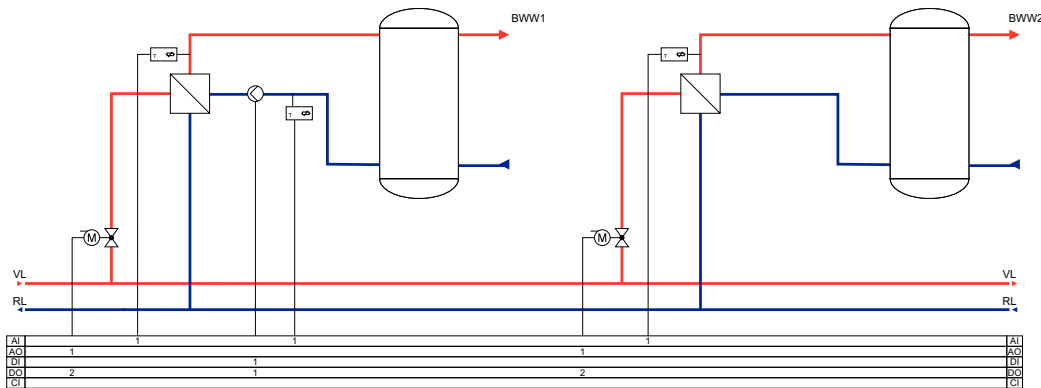 BWW1 BWW2
T T
T
M M
VL VL
RL RL
AI 1 1 1 AI
AO 1 1 AO
DI 1 DI
DO 2 1 2 DO
CI CI